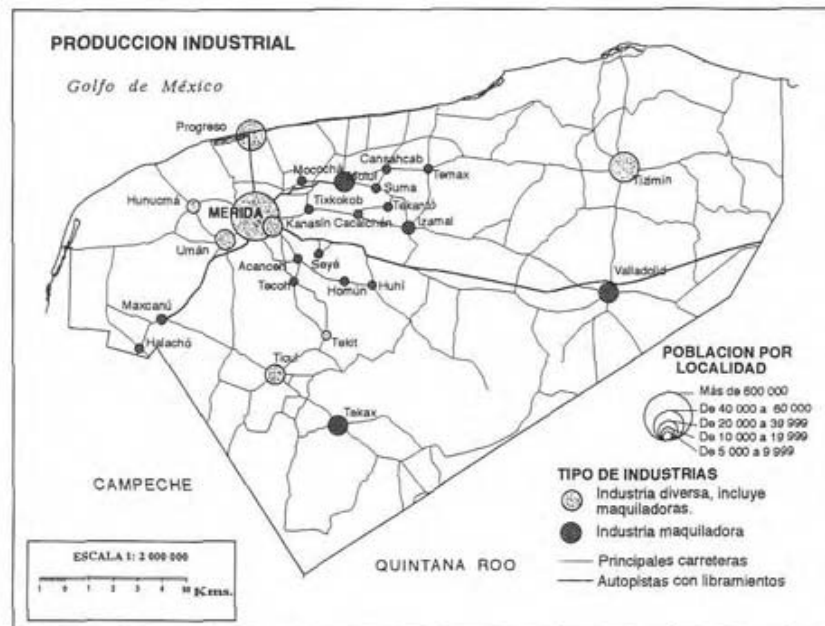 PRODUCCION INDUSTRIAL
Golfo de México
Progreso
Cansahcab
Mocochá
Motul
Temax
Suma
Tizimín
Hunucmá
MERIDA
Tixkokob
Tekantó
Kanasín
Cacalchén
Izamal
Umán
Acanceh
Seyé
Valladolid
Tecoh
Homún
Huhí
Maxcanú
Halachó
Tekit
Ticul
Tekax
POBLACION POR
LOCALIDAD
Más de 600 000
De 40 000 a 60 000
De 20 000 a 39 999
De 10 000 a 19 999
De 5 000 a 9 999
CAMPECHE
TIPO DE INDUSTRIAS
Industria diversa, incluye
maquiladoras.
Industria maquiladora
ESCALA 1: 2 000 000
QUINTANA ROO
Principales carreteras
Autopistas con libramientos
Kms.